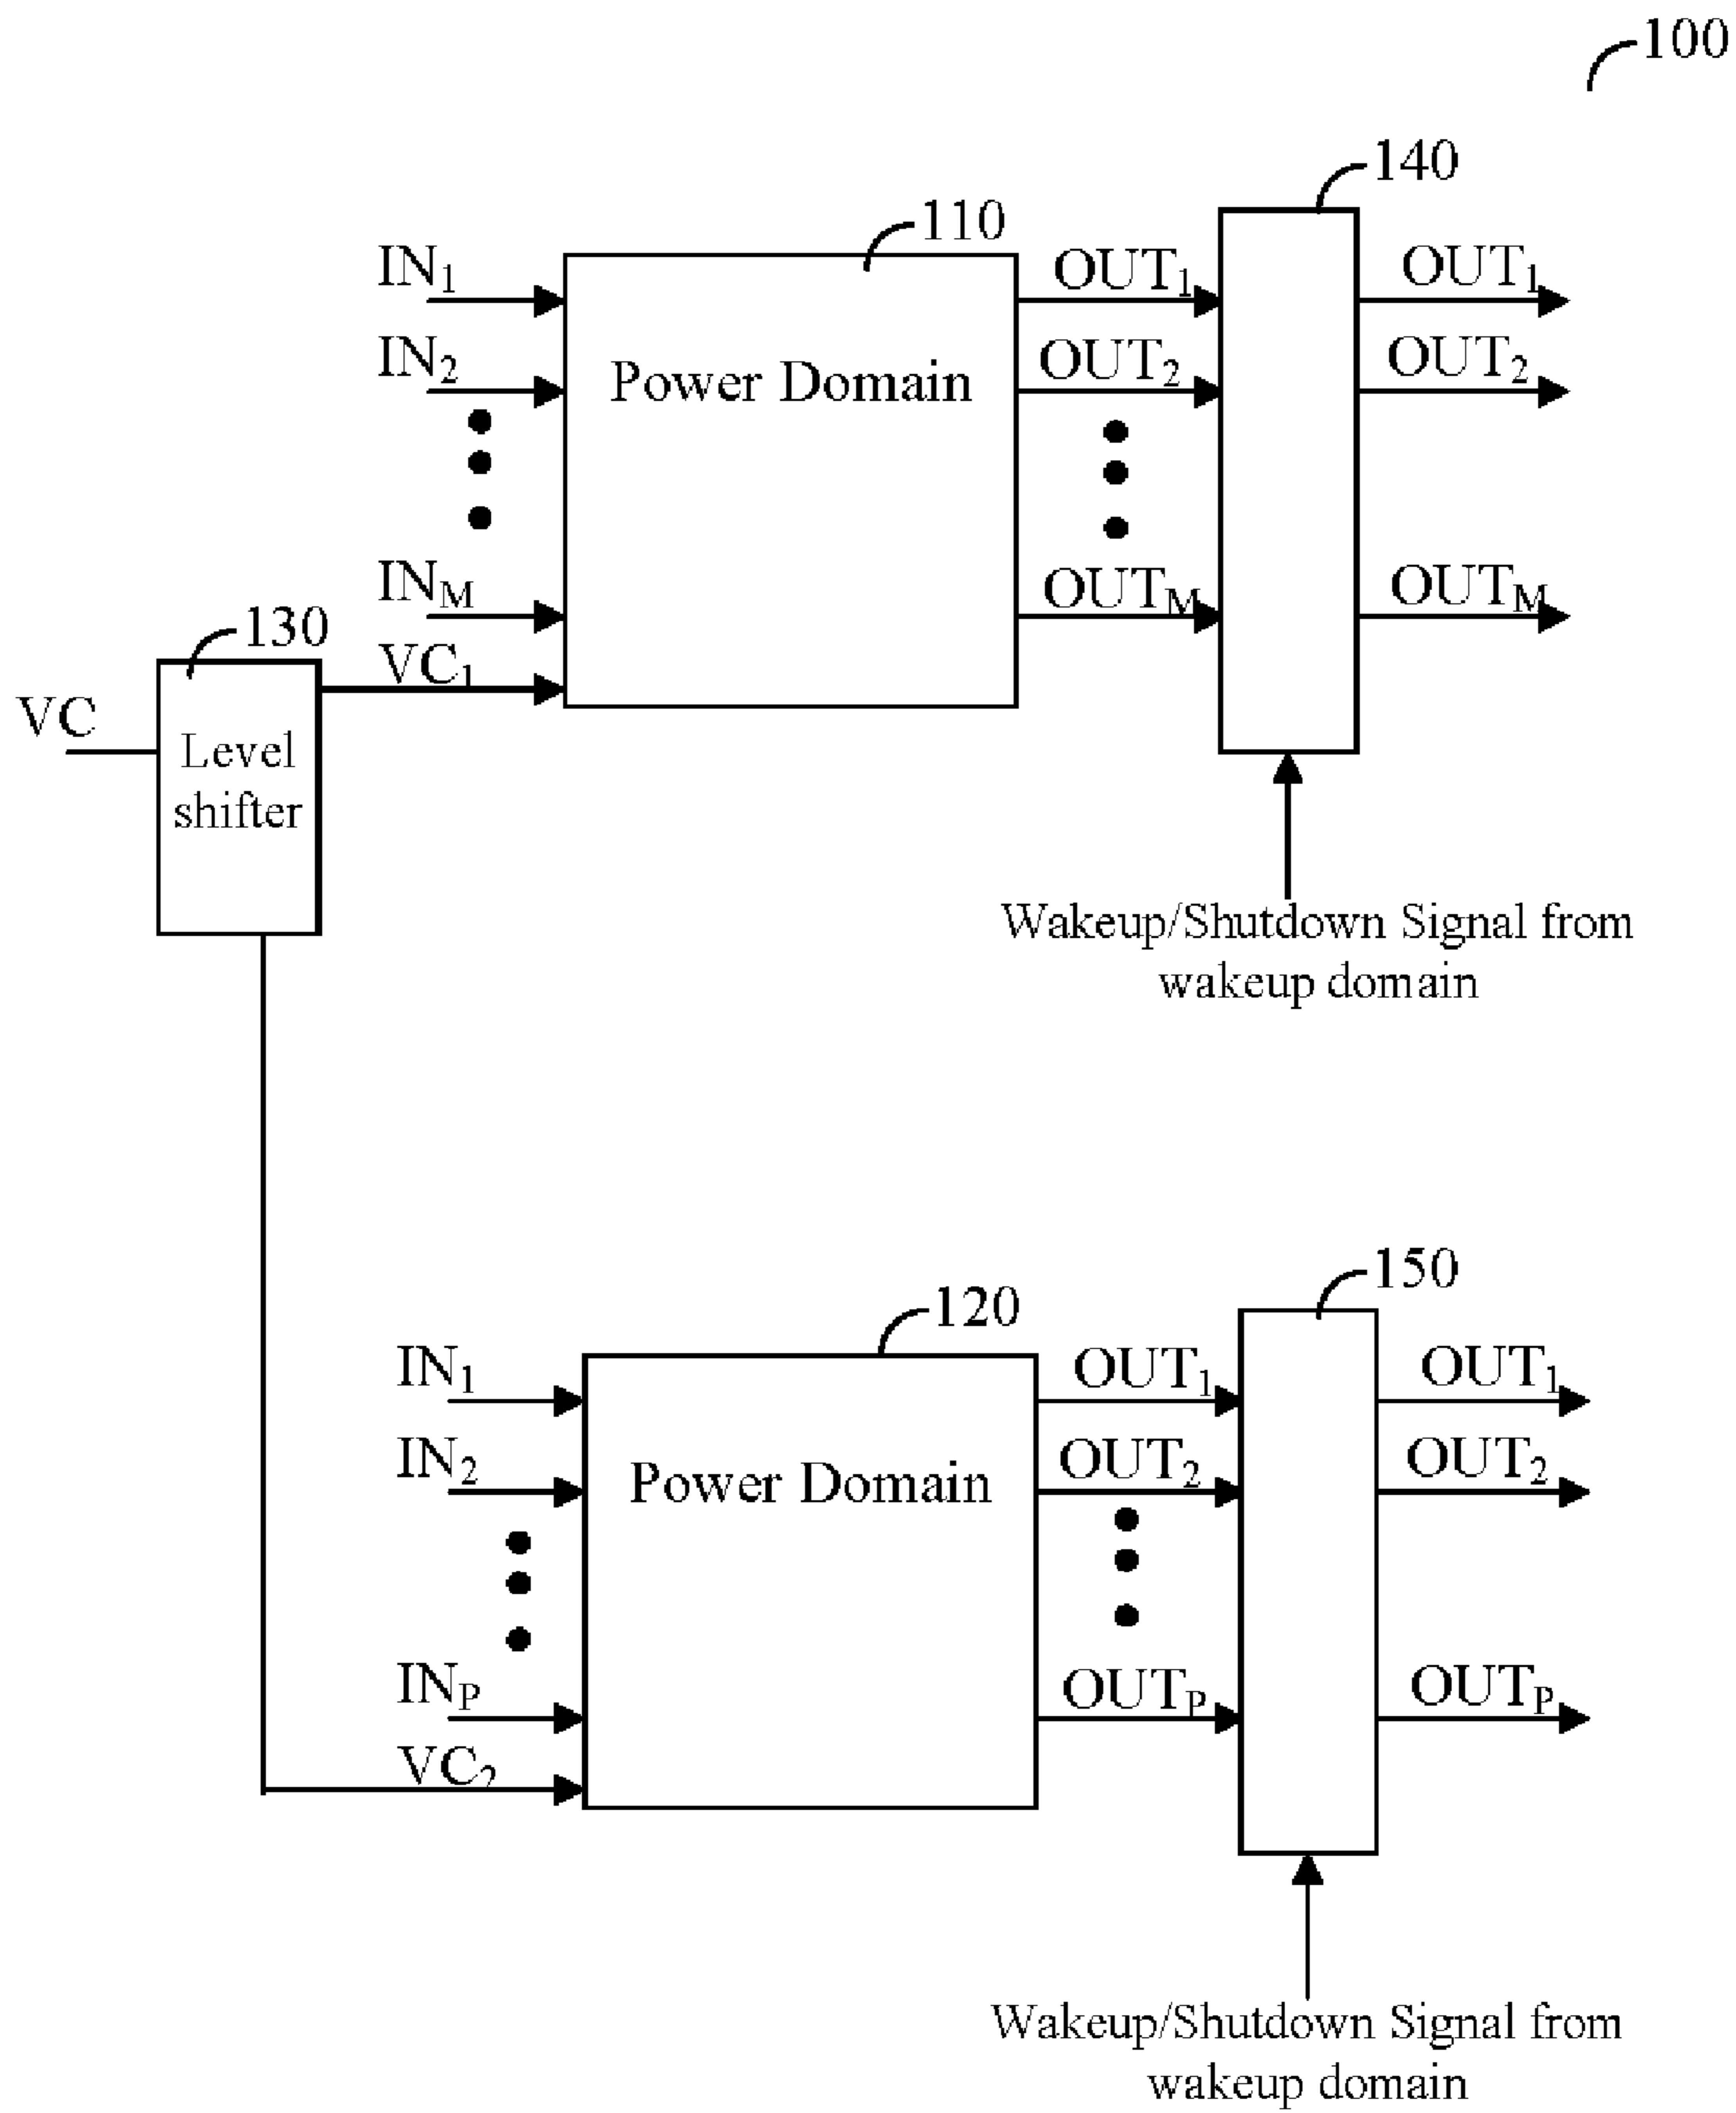 100
140
110
IN1 OUT1 OUT1
IN2 OUT2 OUT2
Power Domain
INM OUTM OUTM
130
VC1
VC
Level
shifter
Wakeup/Shutdown Signal from
wakeup domain
150
120
IN1 OUT1 OUT1
IN2 OUT2 OUT2
Power Domain
INP OUTP OUTP
VC2
Wakeup/Shutdown Signal from
wakeup domain